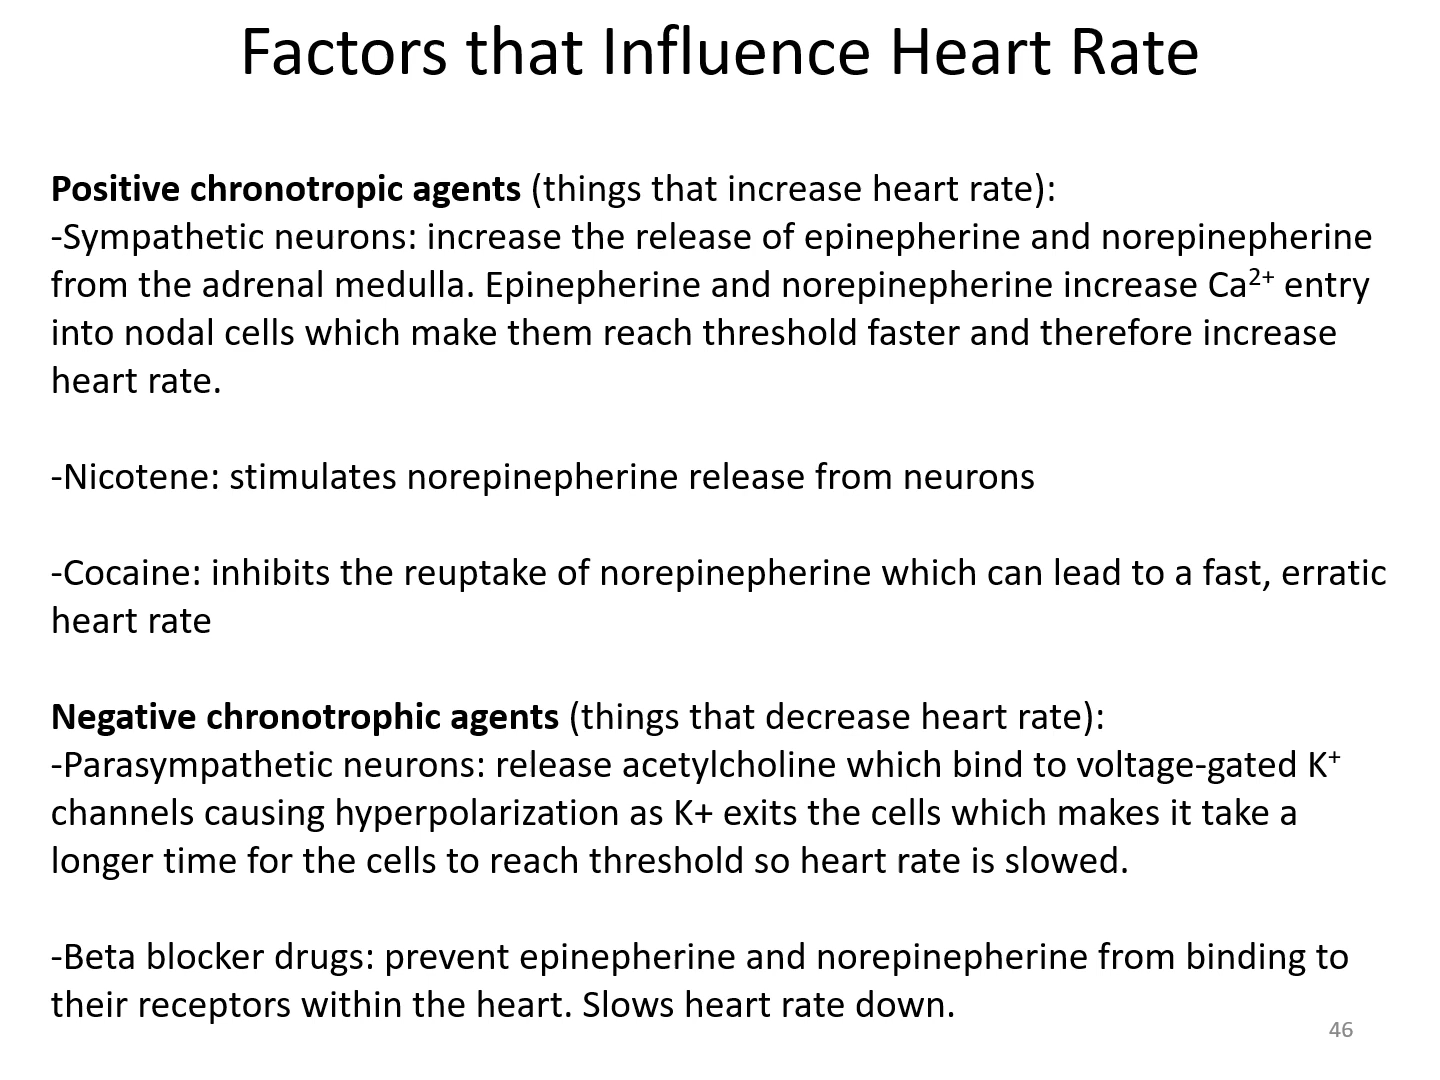 Factors that Influence Heart Rate
Positive chronotropic agents (things that increase heart rate):
-Sympathetic neurons: increase the release of epinepherine and norepinepherine
from the adrenal medulla. Epinepherine and norepinepherine increase Ca²⁺ entry
into nodal cells which make them reach threshold faster and therefore increase
heart rate.
-Nicotene: stimulates norepinepherine release from neurons
-Cocaine: inhibits the reuptake of norepinepherine which can lead to a fast, erratic
heart rate
Negative chronotrophic agents (things that decrease heart rate):
-Parasympathetic neurons: release acetylcholine which bind to voltage-gated K⁺
channels causing hyperpolarization as K+ exits the cells which makes it take a
longer time for the cells to reach threshold so heart rate is slowed.
-Beta blocker drugs: prevent epinepherine and norepinepherine from binding to
their receptors within the heart. Slows heart rate down.
46